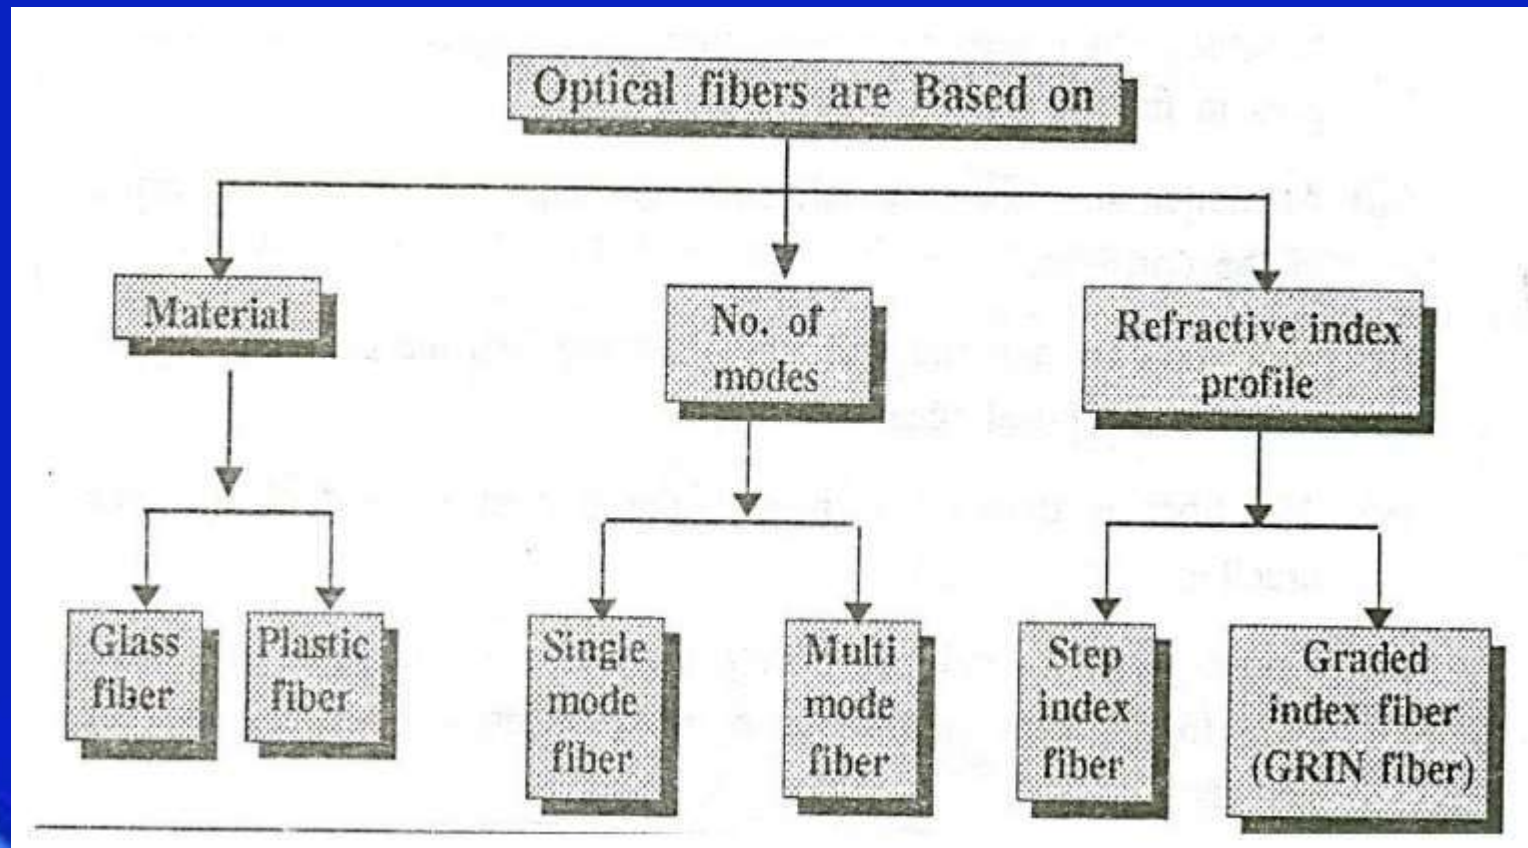 Optical fibers are Based on
Material
No. of
modes
Refractive index
profile
Glass
fiber
Plastic
fiber
Single
mode
fiber
Multi
mode
fiber
Step
index
fiber
Graded
index fiber
(GRIN fiber)